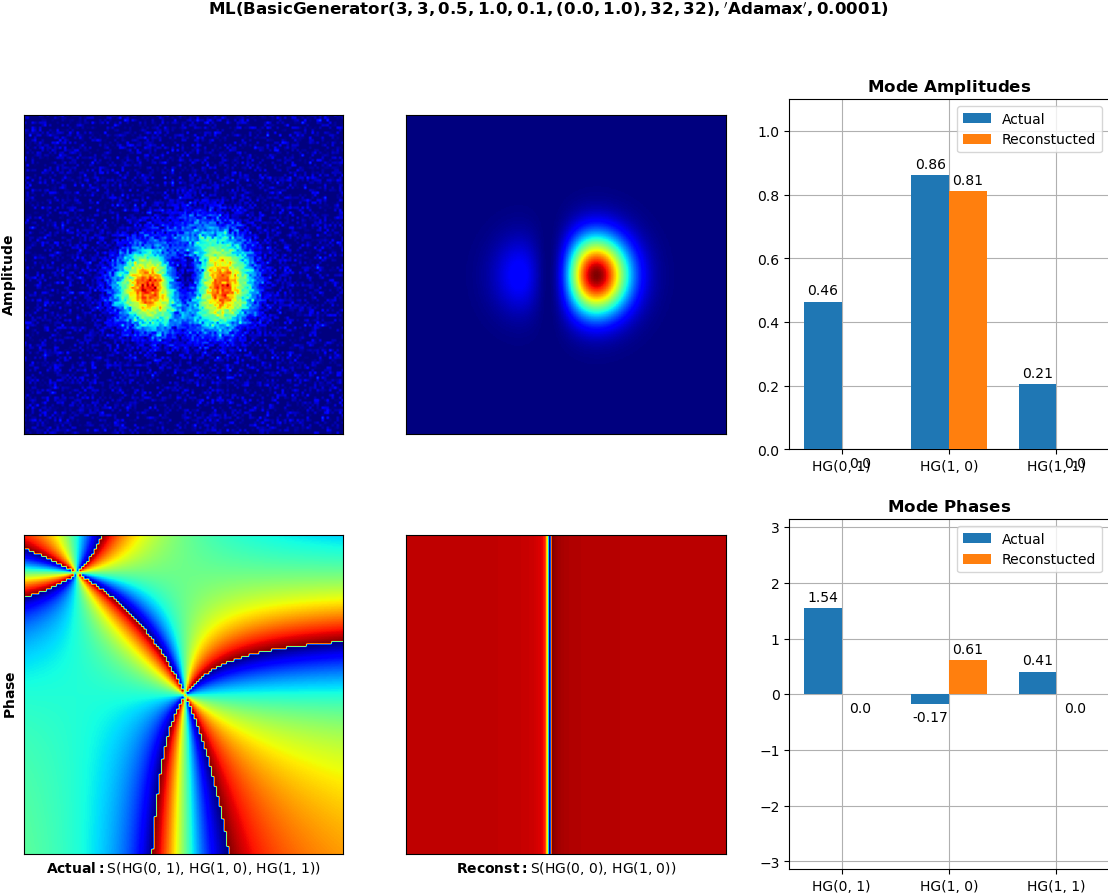 ML(BasicGenerator(3, 3, 0.5, 1.0, 0.1, (0.0, 1.0), 32, 32), ′Adamax′, 0.0001)
Amplitude
Mode Amplitudes
Actual
Reconstucted
1.0
0.8
0.6
0.4
0.2
0.0
0.46
0.0
0.86
0.81
0.21
0.0
HG(0, 1)
HG(1, 0)
HG(1, 1)
Phase
Actual: S(HG(0, 1), HG(1, 0), HG(1, 1))
Reconst: S(HG(0, 0), HG(1, 0))
Mode Phases
Actual
Reconstucted
3
2
1
0
−1
−2
−3
1.54
0.0
-0.17
0.61
0.41
0.0
HG(0, 1)
HG(1, 0)
HG(1, 1)